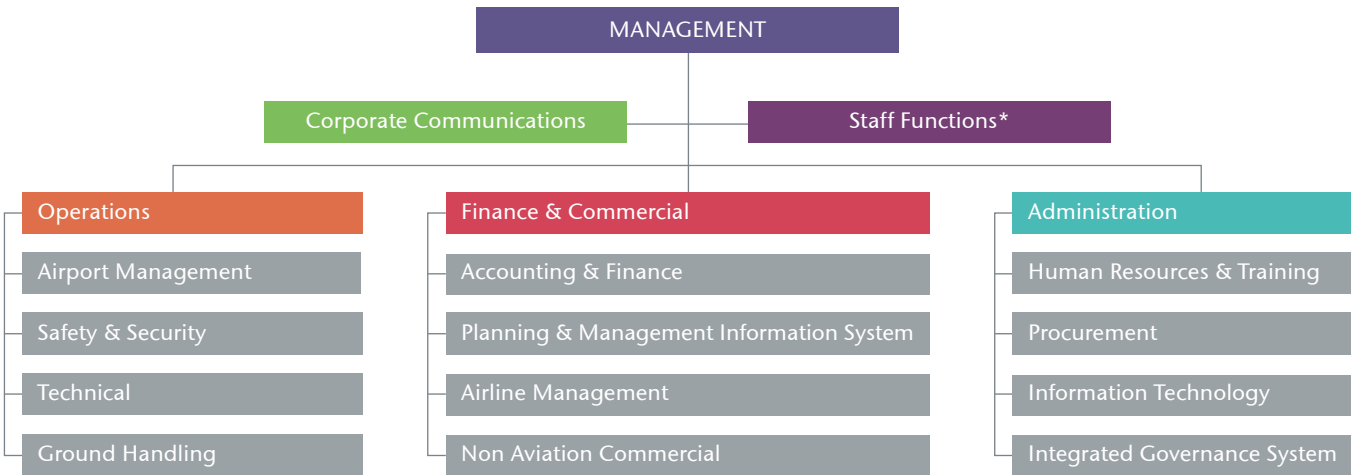 MANAGEMENT
Corporate Communications
Staff Functions*
Operations
Airport Management
Safety & Security
Technical
Ground Handling
Finance & Commercial
Accounting & Finance
Planning & Management Information System
Airline Management
Non Aviation Commercial
Administration
Human Resources & Training
Procurement
Information Technology
Integrated Governance System